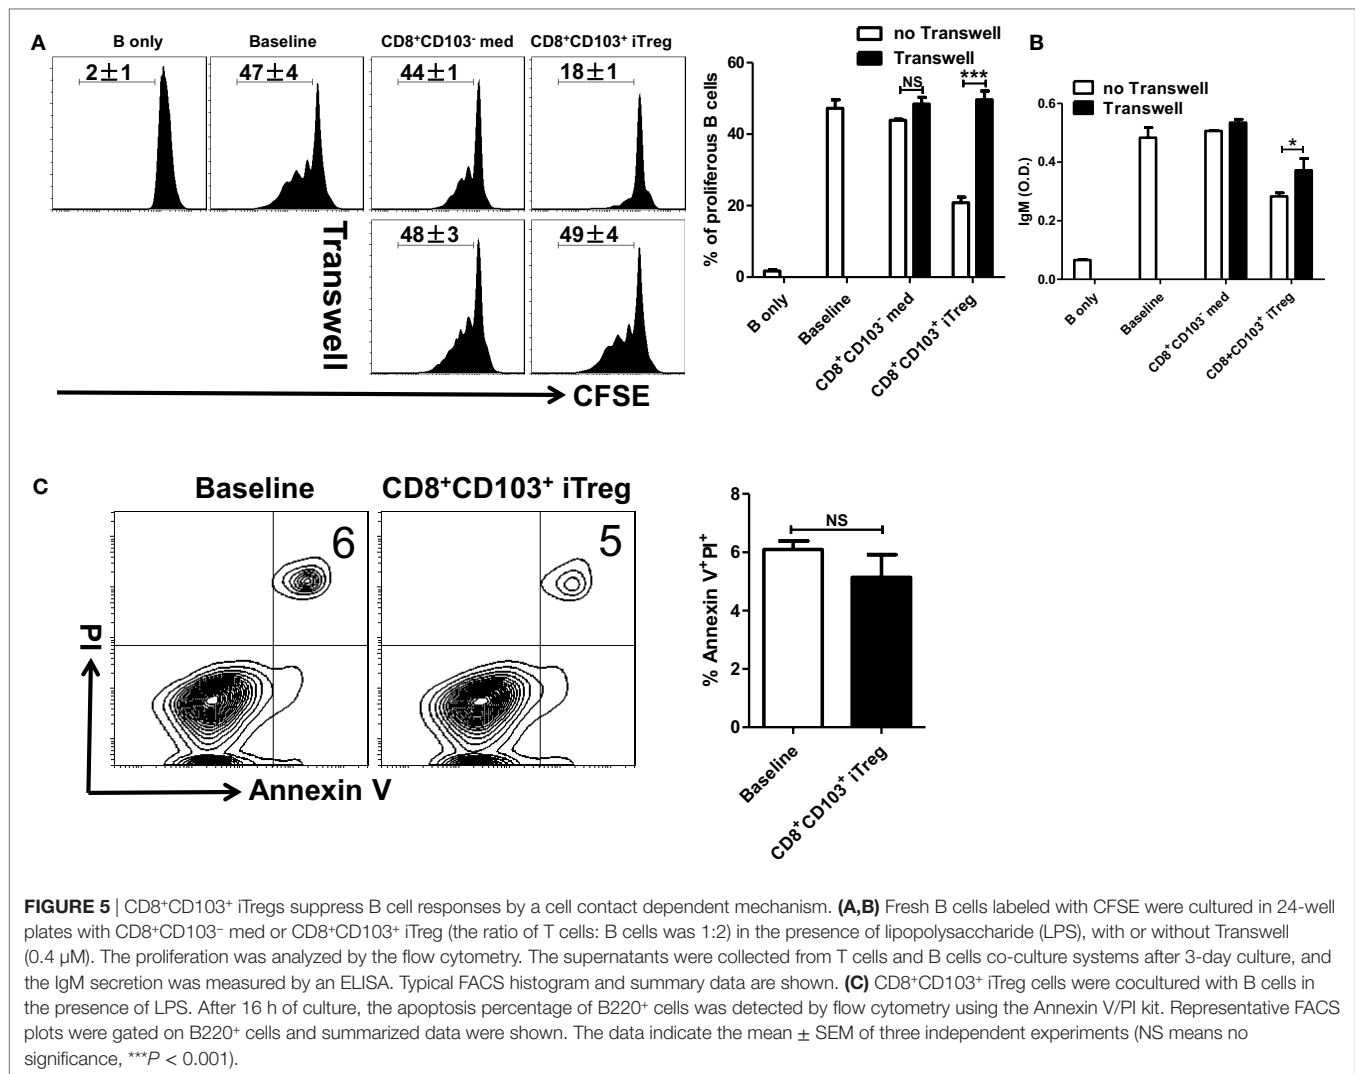 A
B only
Baseline
CD8⁺CD103⁻ med
CD8⁺CD103⁺ iTreg
2±1
47±4
44±1
18±1
Transwell
48±3
49±4
CFSE
no Transwell
Transwell
% of proliferous B cells
60
40
20
0
NS
***
B only
Baseline
CD8⁺CD103⁻ med
CD8⁺CD103⁺ iTreg
B
no Transwell
Transwell
IgM (O.D.)
0.6
0.4
0.2
0.0
*
B only
Baseline
CD8⁺CD103⁻ med
CD8+CD103⁺ iTreg
C
Baseline
CD8⁺CD103⁺ iTreg
6
5
PI
Annexin V
% Annexin V⁺PI⁺
8
6
4
2
0
NS
Baseline
CD8⁺CD103⁺ iTreg
FIGURE 5 | CD8⁺CD103⁺ iTregs suppress B cell responses by a cell contact dependent mechanism. (A,B) Fresh B cells labeled with CFSE were cultured in 24-well
plates with CD8⁺CD103⁻ med or CD8⁺CD103⁺ iTreg (the ratio of T cells: B cells was 1:2) in the presence of lipopolysaccharide (LPS), with or without Transwell
(0.4 μM). The proliferation was analyzed by the flow cytometry. The supernatants were collected from T cells and B cells co-culture systems after 3-day culture, and
the IgM secretion was measured by an ELISA. Typical FACS histogram and summary data are shown. (C) CD8⁺CD103⁺ iTreg cells were cocultured with B cells in
the presence of LPS. After 16 h of culture, the apoptosis percentage of B220⁺ cells was detected by flow cytometry using the Annexin V/PI kit. Representative FACS
plots were gated on B220⁺ cells and summarized data were shown. The data indicate the mean ± SEM of three independent experiments (NS means no
significance, ***P < 0.001).